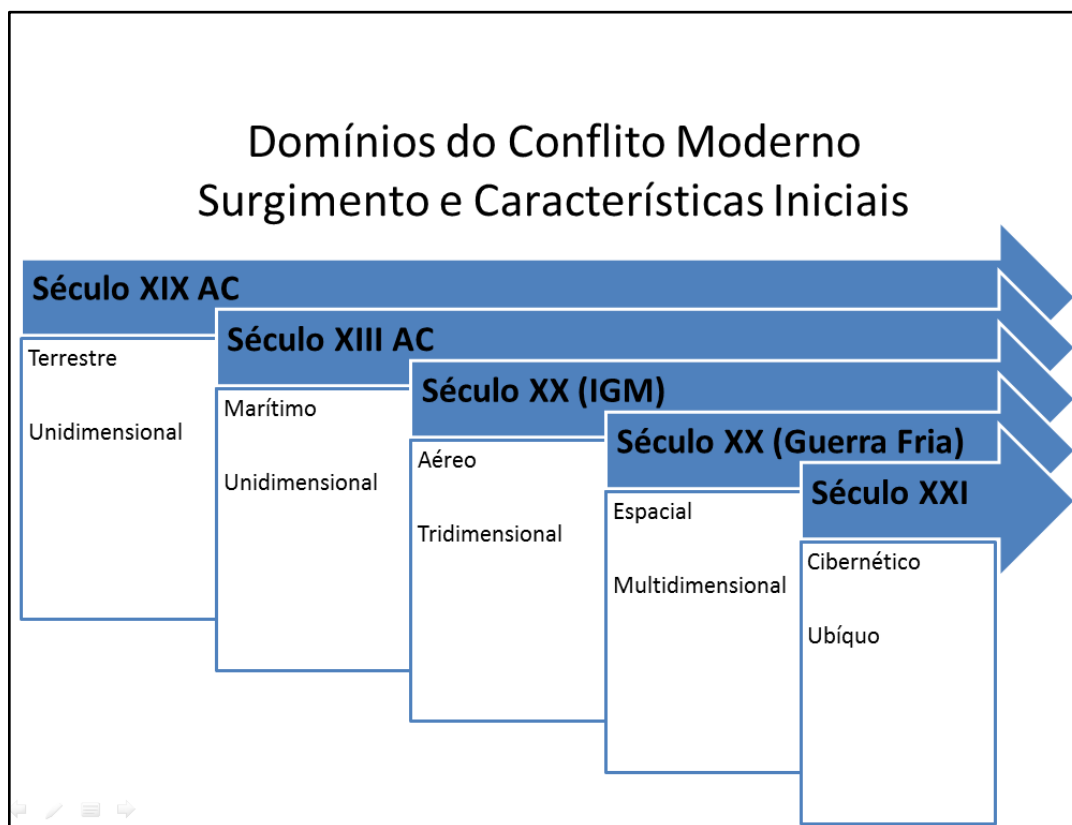 Domínios do Conflito Moderno
Surgimento e Características Iniciais
Século XIX AC
Terrestre
Unidimensional
Século XIII AC
Marítimo
Unidimensional
Século XX (IGM)
Aéreo
Tridimensional
Século XX (Guerra Fria)
Espacial
Multidimensional
Século XXI
Cibernético
Ubíquo